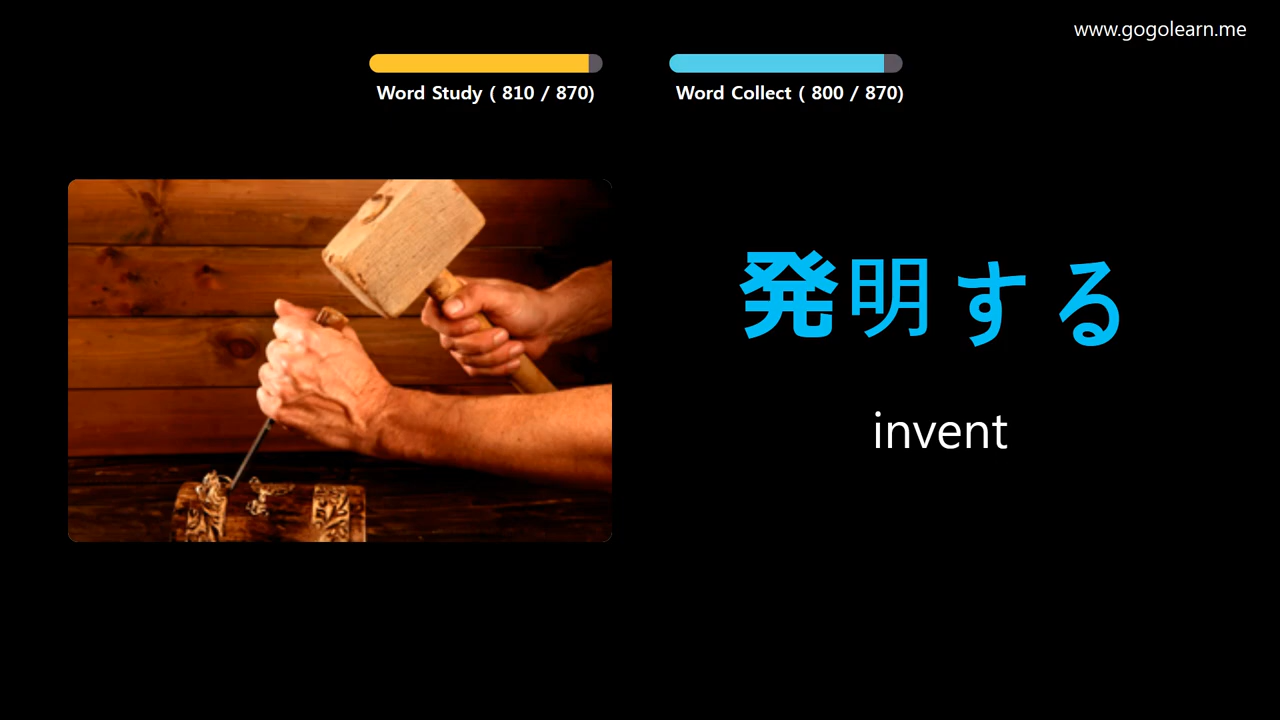 www.gogolearn.me
Word Study ( 810 / 870)
Word Collect ( 800 / 870)
発明する
invent